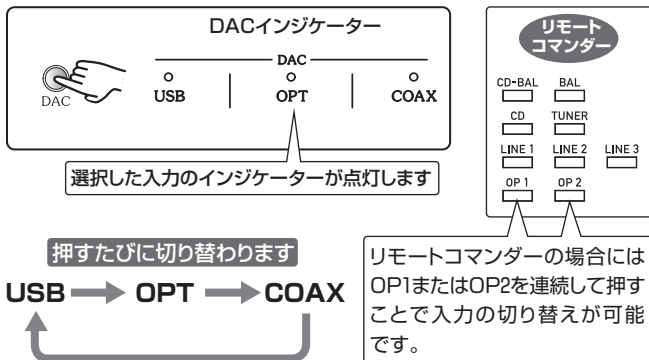 DACインジケーター
DAC
DAC
USB
OPT
COAX
選択した入力のインジケーターが点灯します
押すたびに切り替わります
USB
OPT
COAX
リモート
コマンダー
CD-BAL
BAL
CD
TUNER
LINE 1
LINE 2
LINE 3
OP 1
OP 2
リモートコマンダーの場合には
OP1またはOP2を連続して押す
ことで入力の切り替えが可能
です。